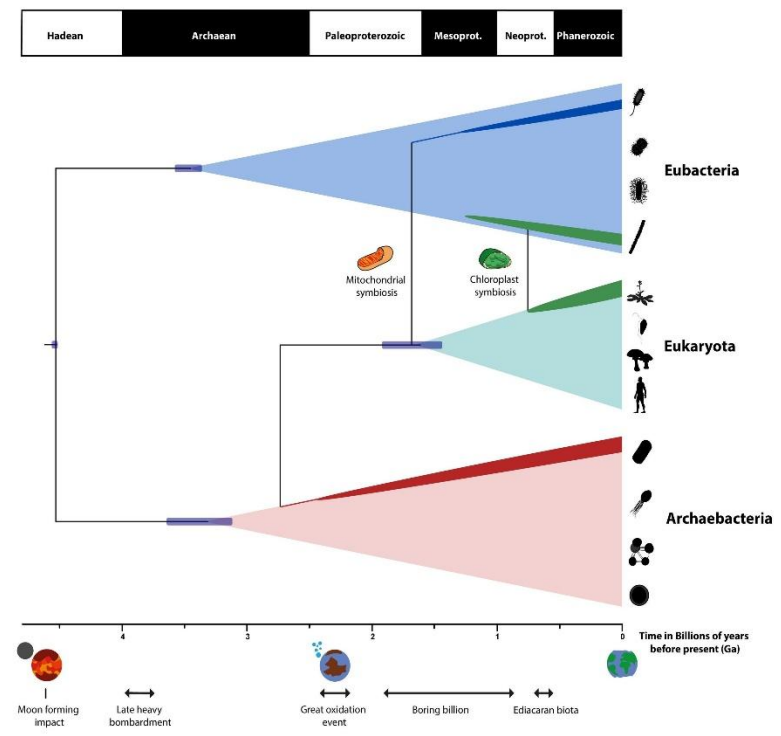 Hadean
Archaean
Paleoproterozoic
Mesoprot.
Neoprot.
Phanerozoic
Eubacteria
Mitochondrial
symbiosis
Chloroplast
symbiosis
Eukaryota
Archaebacteria
4
3
2
1
0
Time in Billions of years
before present (Ga)
Moon forming
impact
Late heavy
bombardment
Great oxidation
event
Boring billion
Ediacaran biota